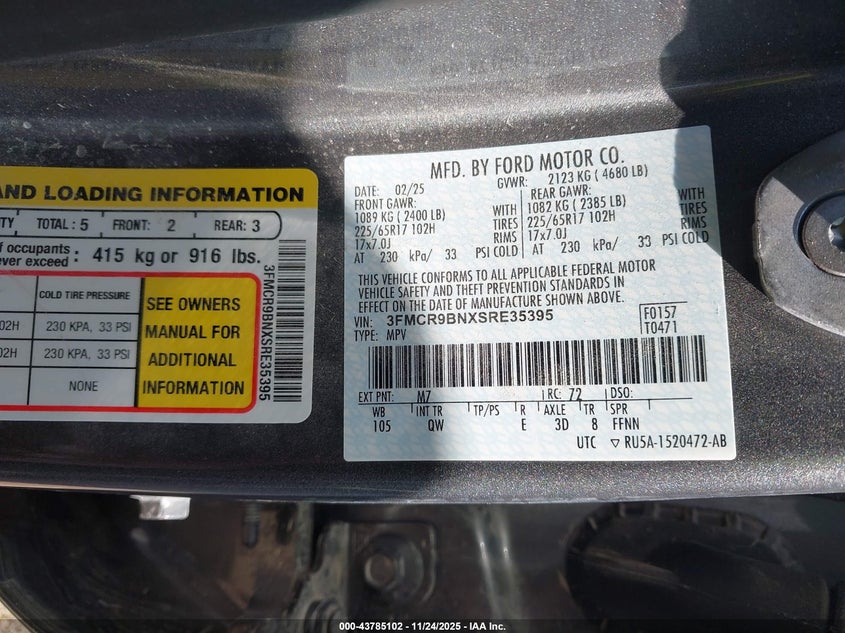 AND LOADING INFORMATION
TOTAL: 5 FRONT: 2 REAR: 3
of occupants : 415 kg or 916 lbs.
never exceed :
COLD TIRE PRESSURE
230 KPA, 33 PSI
230 KPA, 33 PSI
NONE
SEE OWNERS
MANUAL FOR
ADDITIONAL
INFORMATION
3FMCR9BNXSRE35395
MFD. BY FORD MOTOR CO.
DATE: 02/25 GVWR: 2123 KG ( 4680 LB)
FRONT GAWR: REAR GAWR:
1089 KG ( 2400 LB) WITH 1082 KG ( 2385 LB) WITH
225/65R17 102H TIRES 225/65R17 102H TIRES
17x7.0J RIMS 17x7.0J RIMS
AT 230 kPa/ 33 PSI COLD AT 230 kPa/ 33 PSI COLD
THIS VEHICLE CONFORMS TO ALL APPLICABLE FEDERAL MOTOR
VEHICLE SAFETY AND THEFT PREVENTION STANDARDS IN
EFFECT ON THE DATE OF MANUFACTURE SHOWN ABOVE.
VIN: 3FMCR9BNXSRE35395 F0157
TYPE: MPV T0471
EXT PNT: M7 RC: 72 DSO:
WB INT TR TP/PS R AXLE TR SPR
105 QW E 3D 8 FFNN
UTC ▽ RU5A-1520472-AB
000-43785102 - 11/24/2025 - IAA Inc.